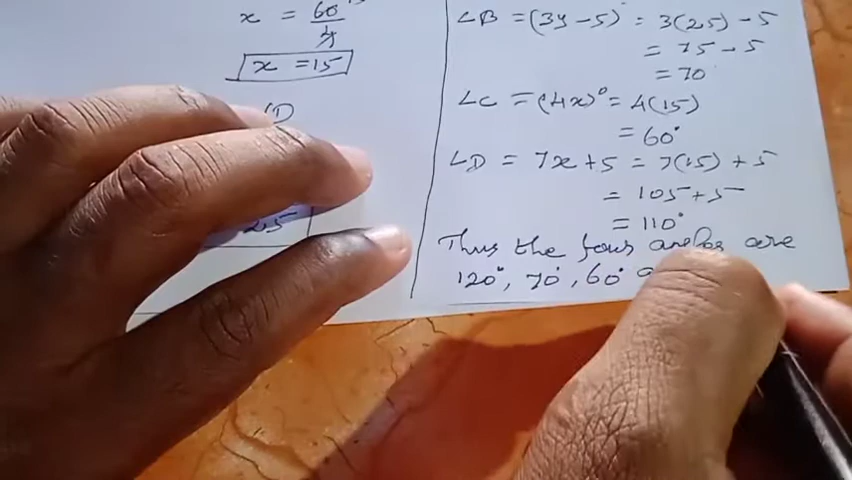 x = 60/4
x = 15
∠D
25
∠B = (3y - 5)° = 3(25) - 5
= 75 - 5
= 70°
∠C = (4x)° = 4(15)
= 60°
∠D = 7x + 5 = 7(15) + 5
= 105 + 5
= 110°
Thus the four angles are
120°, 70°, 60°